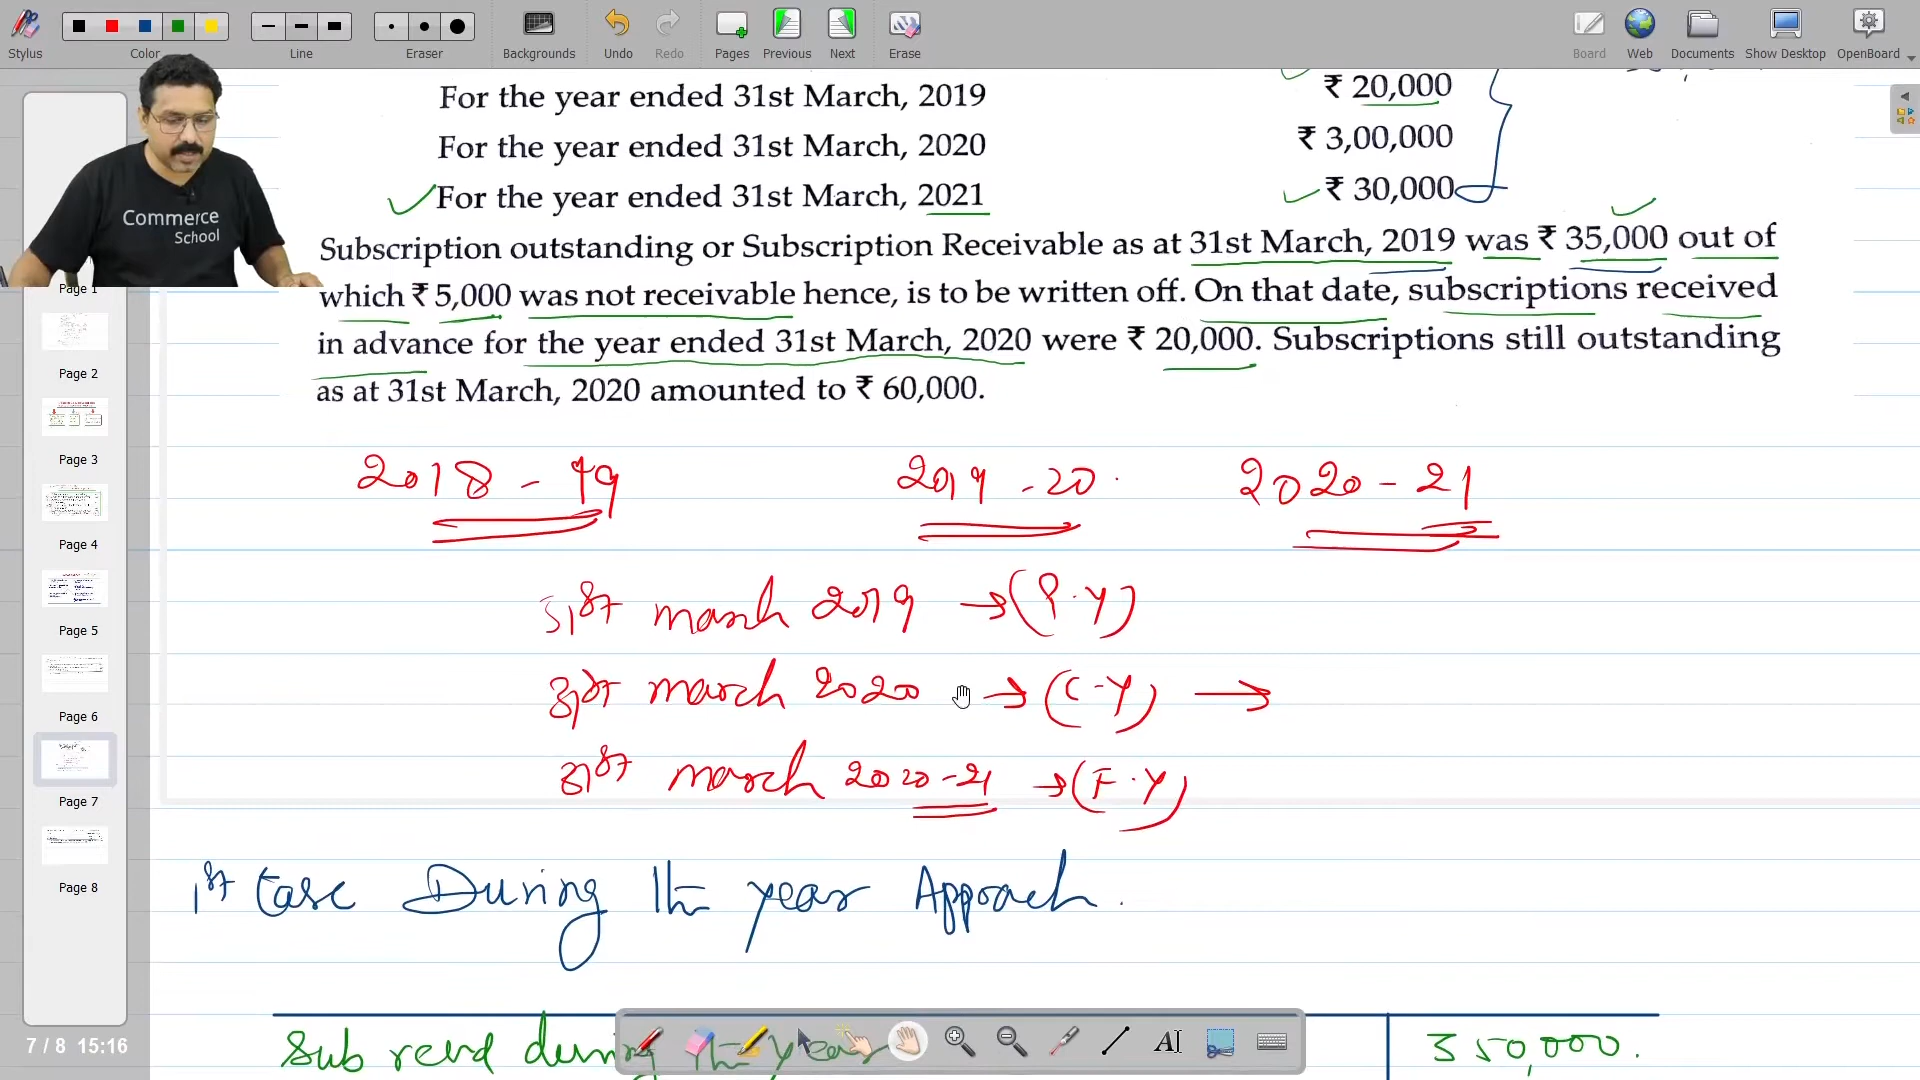 Stylus
Color
Line
Eraser
Backgrounds
Undo
Redo
Pages
Previous
Next
Erase
Board
Web
Documents
Show Desktop
OpenBoard
For the year ended 31st March, 2019 ₹ 20,000
For the year ended 31st March, 2020 ₹ 3,00,000
For the year ended 31st March, 2021 ₹ 30,000
Subscription outstanding or Subscription Receivable as at 31st March, 2019 was ₹ 35,000 out of
which ₹ 5,000 was not receivable hence, is to be written off. On that date, subscriptions received
in advance for the year ended 31st March, 2020 were ₹ 20,000. Subscriptions still outstanding
as at 31st March, 2020 amounted to ₹ 60,000.
Commerce
School
Page 1
Page 2
Page 3
Page 4
Page 5
Page 6
Page 7
Page 8
7 / 8 15:16
2018 - 19 2019 - 20 2020 - 21
31st march 2019 → (P.Y)
31st march 2020 → (C-Y) →
31st march 2020-21 → (F.Y)
1st Case During the year Approach.
Sub recd during the year 350,000.